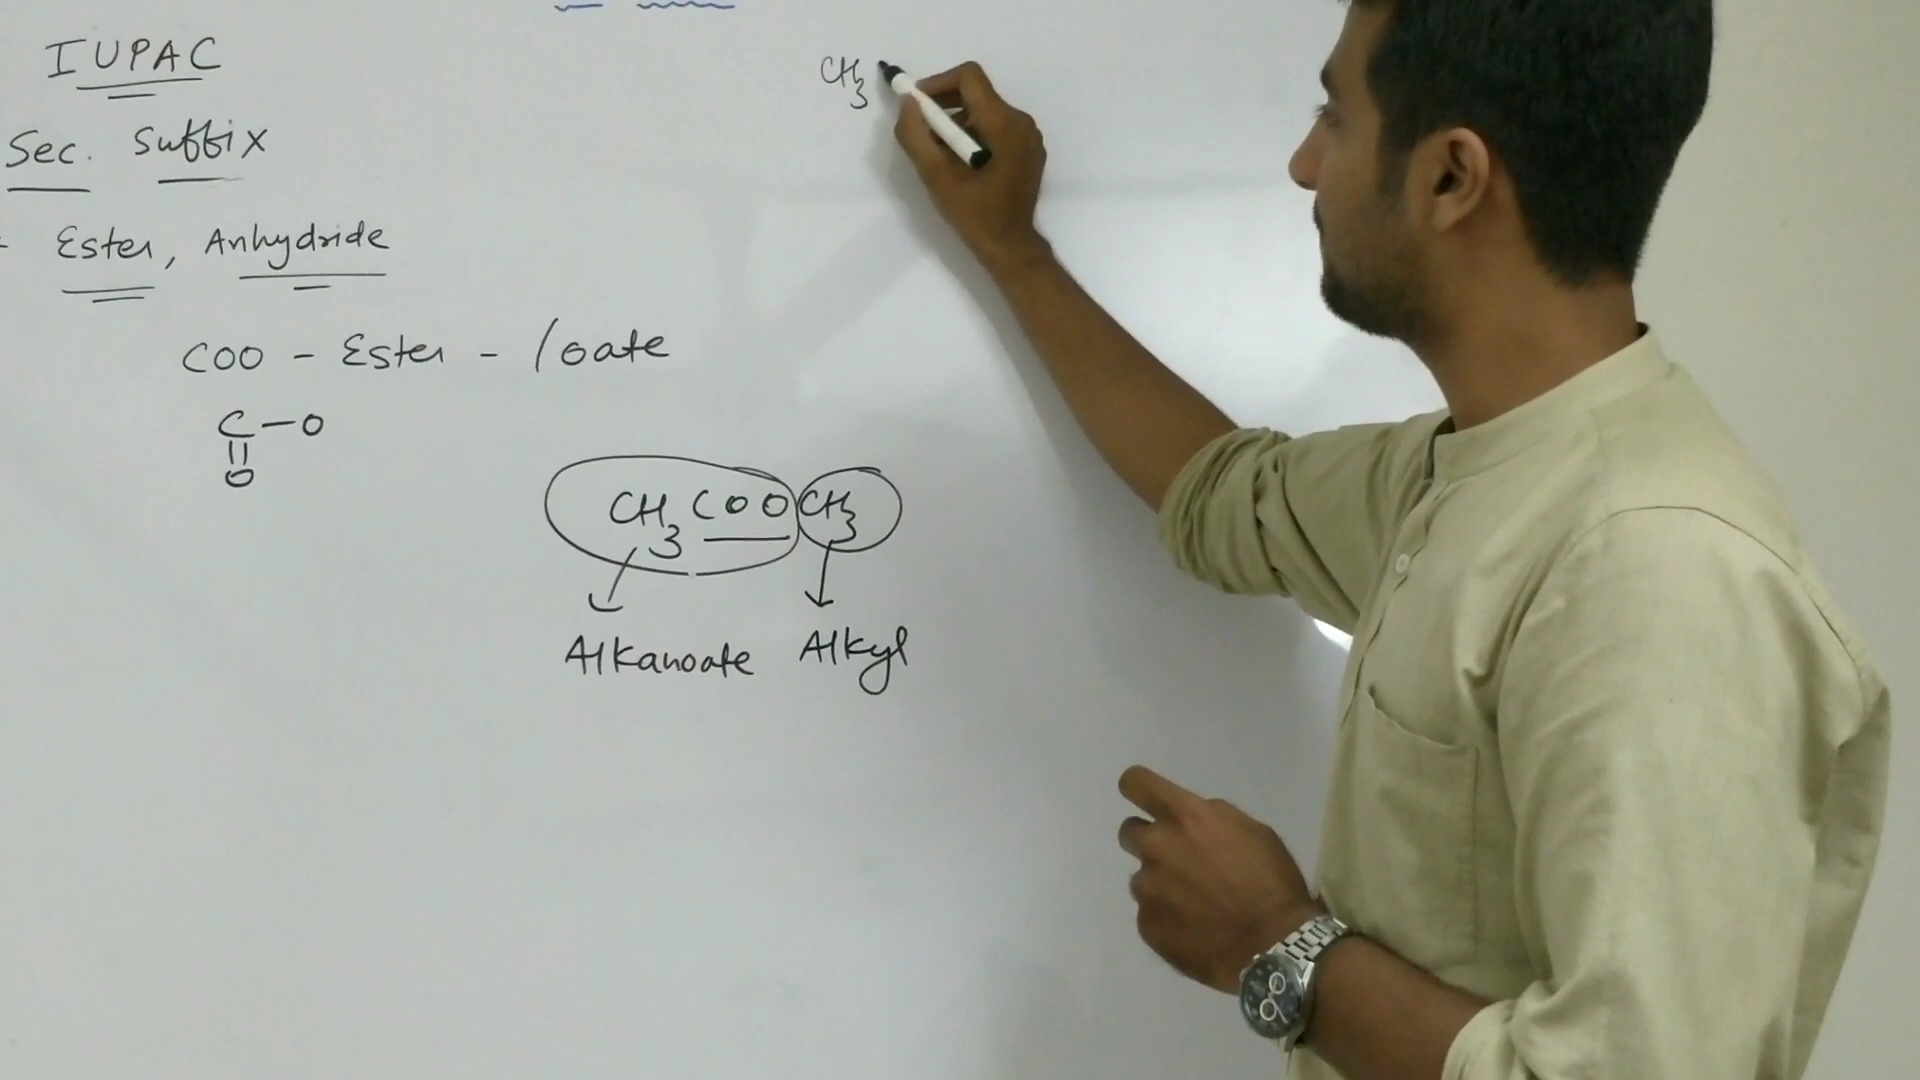 IUPAC
Sec. Suffix
- Ester, Anhydride
COO - Ester - /oate
C-O
||
O
CH3
CH3COOCH3
Alkanoate Alkyl